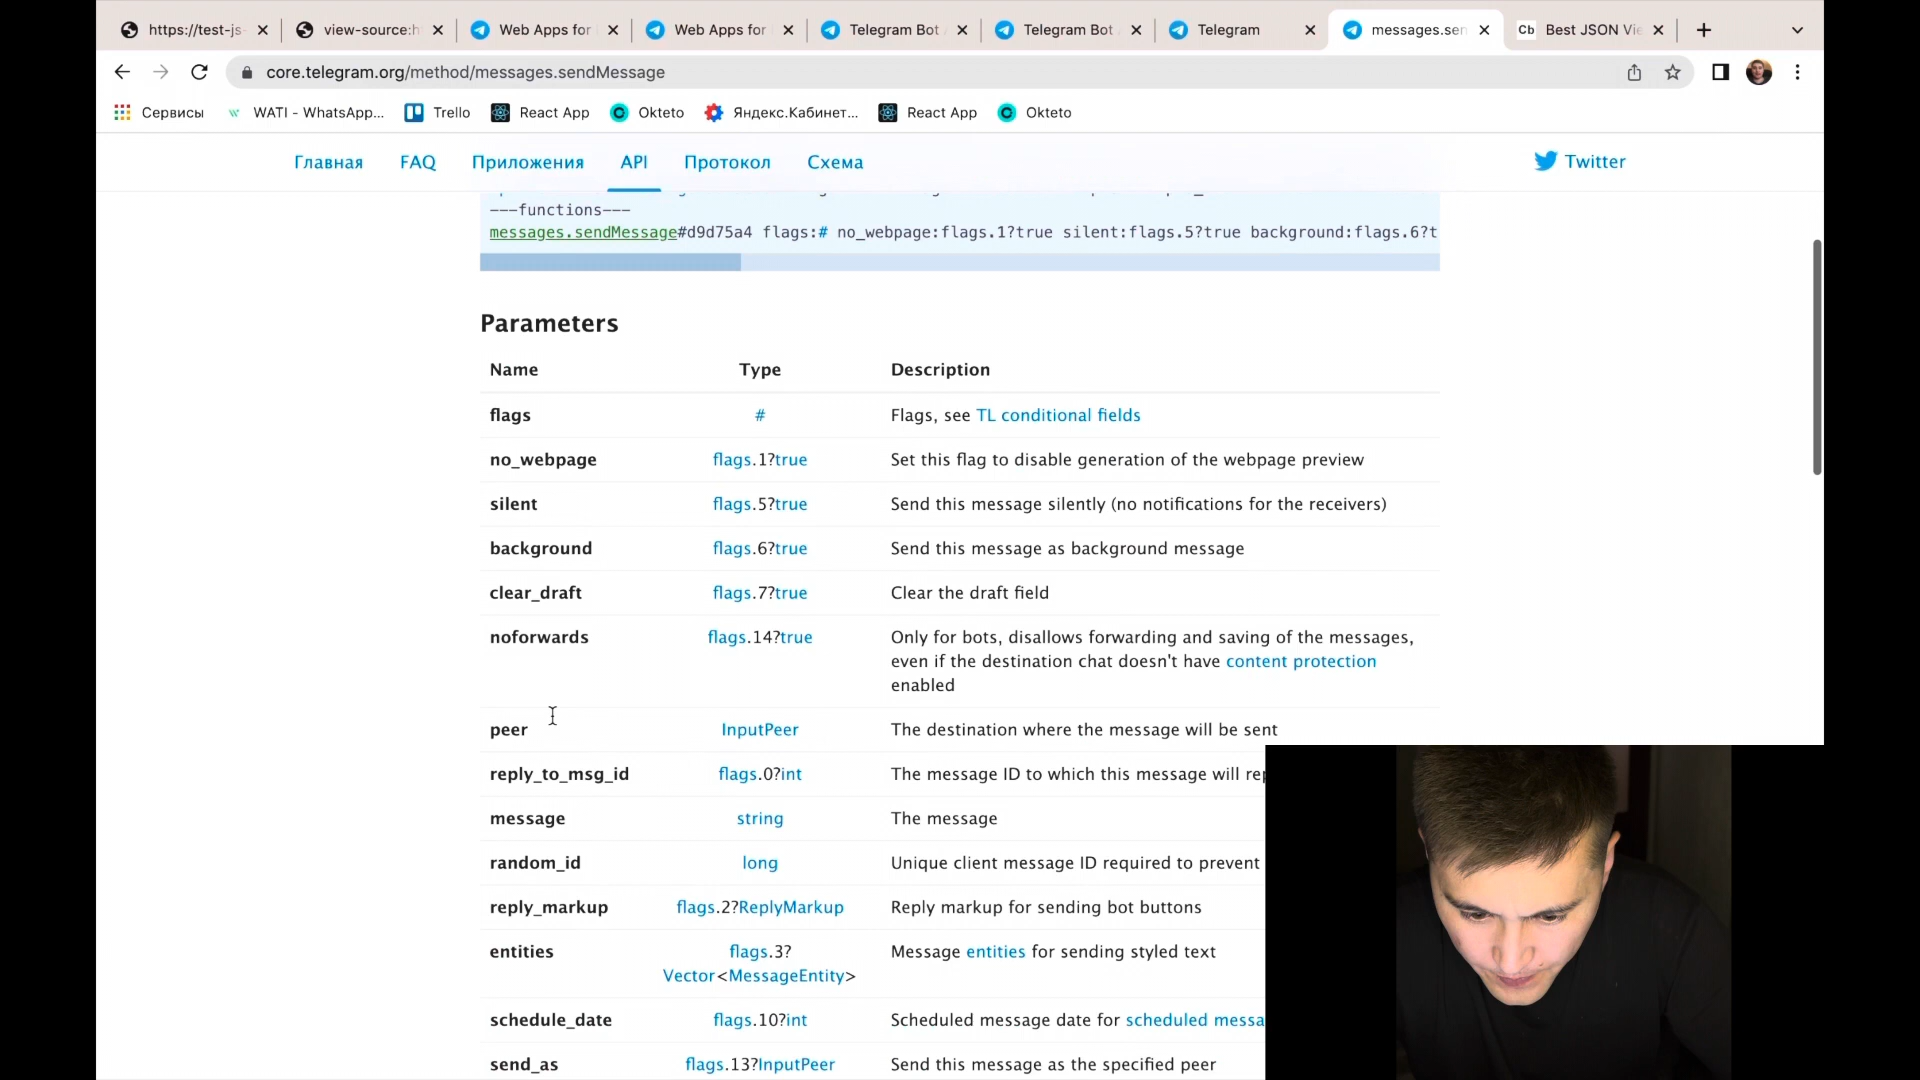 https://test-js-
view-source:h
Web Apps for
Web Apps for
Telegram Bot
Telegram Bot
Telegram
messages.sen
Cb
Best JSON Vie
core.telegram.org/method/messages.sendMessage
Сервисы
WATI - WhatsApp...
Trello
React App
Okteto
Яндекс.Кабинет...
React App
Okteto
Главная
FAQ
Приложения
API
Протокол
Схема
Twitter
---functions---
messages.sendMessage#d9d75a4 flags:# no_webpage:flags.1?true silent:flags.5?true background:flags.6?t
Parameters
Name Type Description
flags # Flags, see TL conditional fields
no_webpage flags.1?true Set this flag to disable generation of the webpage preview
silent flags.5?true Send this message silently (no notifications for the receivers)
background flags.6?true Send this message as background message
clear_draft flags.7?true Clear the draft field
noforwards flags.14?true Only for bots, disallows forwarding and saving of the messages,
even if the destination chat doesn't have content protection
enabled
peer InputPeer The destination where the message will be sent
reply_to_msg_id flags.0?int The message ID to which this message will rep
message string The message
random_id long Unique client message ID required to prevent
reply_markup flags.2?ReplyMarkup Reply markup for sending bot buttons
entities flags.3? Message entities for sending styled text
Vector<MessageEntity>
schedule_date flags.10?int Scheduled message date for scheduled messa
send_as flags.13?InputPeer Send this message as the specified peer